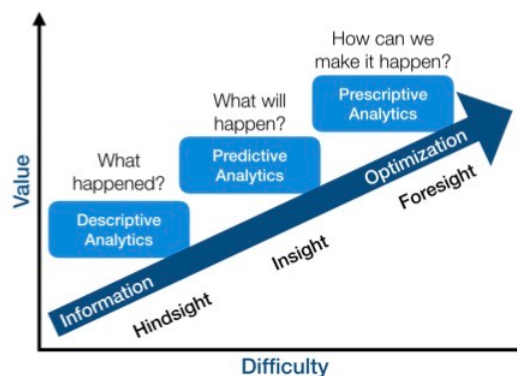 How can we
make it happen?
Prescriptive
Analytics
What will
happen?
Predictive
Analytics
What
happened?
Descriptive
Analytics
Value
Information
Optimization
Hindsight
Insight
Foresight
Difficulty